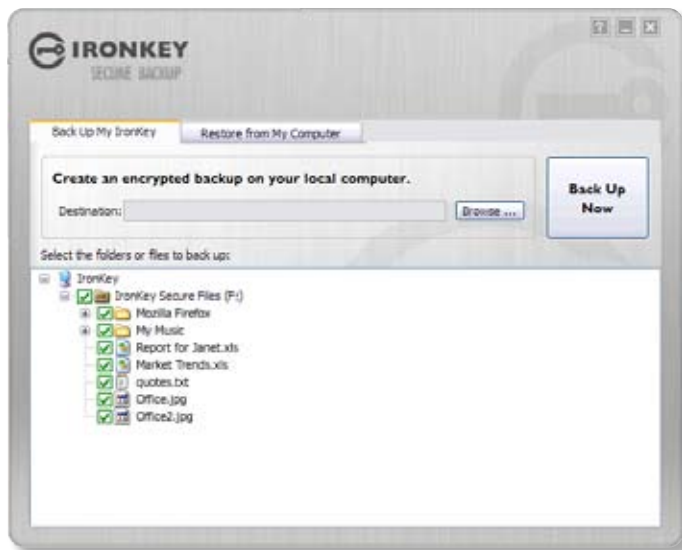 IRONKEY
SECURE BACKUP
Back Up My IronKey
Restore from My Computer
Create an encrypted backup on your local computer.
Destination:
Browse ...
Back Up
Now
Select the folders or files to back up:
IronKey
IronKey Secure Files (F:)
Mozilla Firefox
My Music
Report for Janet.xls
Market Trends.xls
quotes.txt
Office.jpg
Office2.jpg